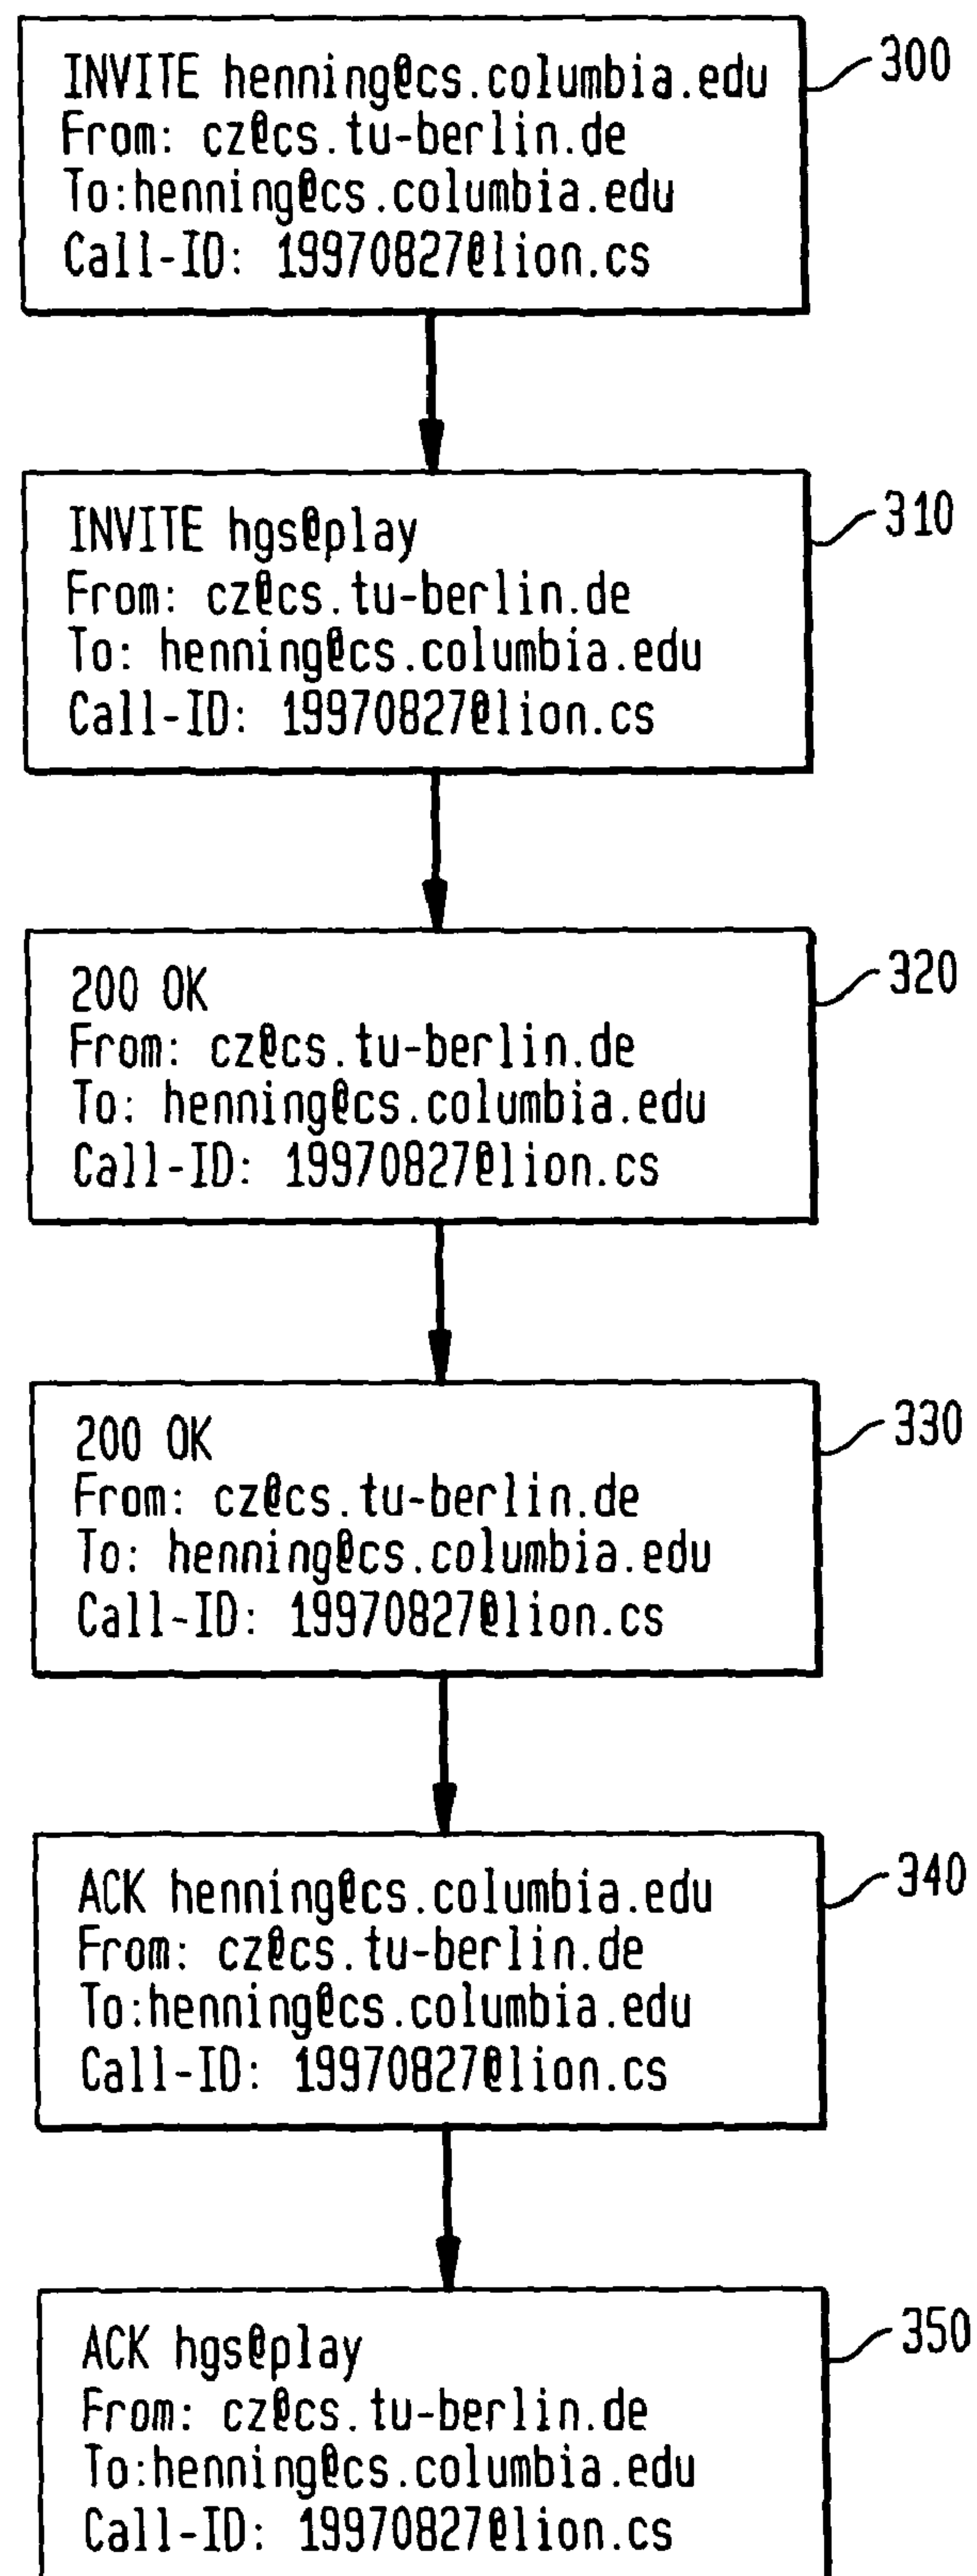 INVITE henning@cs.columbia.edu
From: cz@cs.tu-berlin.de
To:henning@cs.columbia.edu
Call-ID: 19970827@lion.cs
300
INVITE hgs@play
From: cz@cs.tu-berlin.de
To: henning@cs.columbia.edu
Call-ID: 19970827@lion.cs
310
200 OK
From: cz@cs.tu-berlin.de
To: henning@cs.columbia.edu
Call-ID: 19970827@lion.cs
320
200 OK
From: cz@cs.tu-berlin.de
To: henning@cs.columbia.edu
Call-ID: 19970827@lion.cs
330
ACK henning@cs.columbia.edu
From: cz@cs.tu-berlin.de
To:henning@cs.columbia.edu
Call-ID: 19970827@lion.cs
340
ACK hgs@play
From: cz@cs.tu-berlin.de
To:henning@cs.columbia.edu
Call-ID: 19970827@lion.cs
350